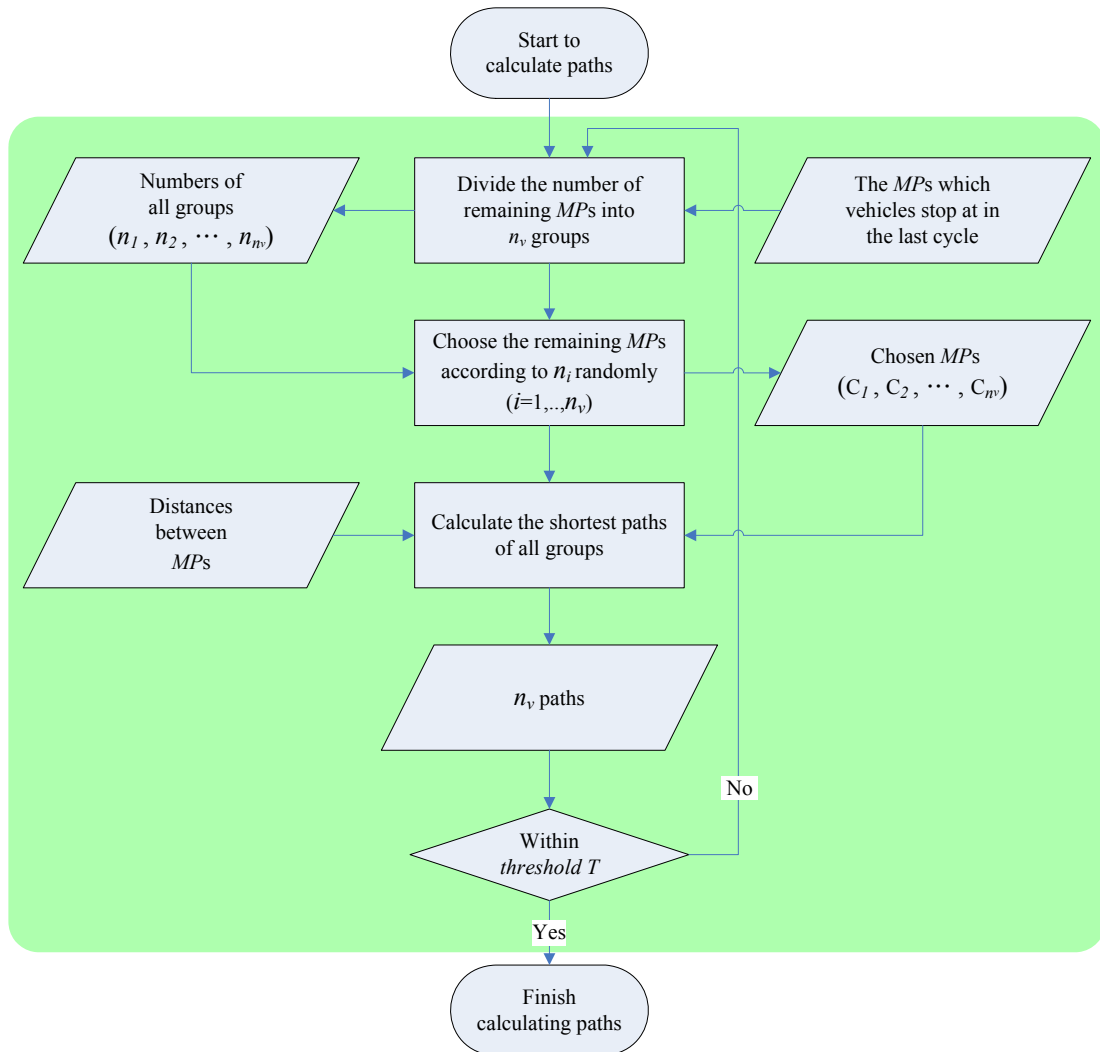 Start to
calculate paths
Numbers of
all groups
(n1 , n2 , ⋯ , nnv)
Divide the number of
remaining MPs into
nv groups
The MPs which
vehicles stop at in
the last cycle
Choose the remaining MPs
according to ni randomly
(i=1,..,nv)
Chosen MPs
(C1 , C2 , ⋯ , Cnv)
Distances
between
MPs
Calculate the shortest paths
of all groups
nv paths
No
Within
threshold T
Yes
Finish
calculating paths